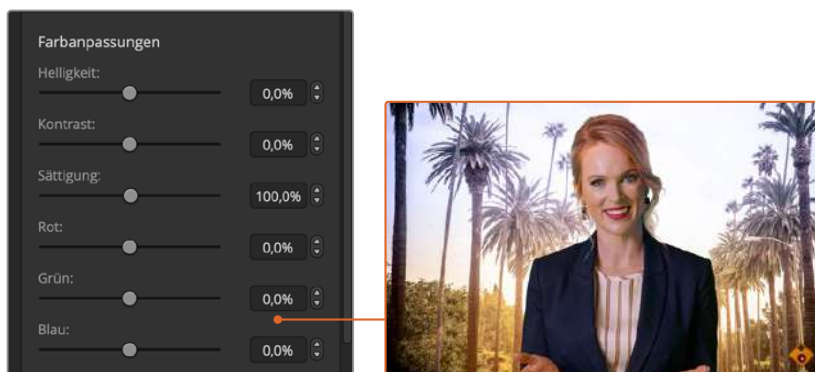 Farbanpassungen
Helligkeit:
0,0%
Kontrast:
0,0%
Sättigung:
100,0%
Rot:
0,0%
Grün:
0,0%
Blau:
0,0%